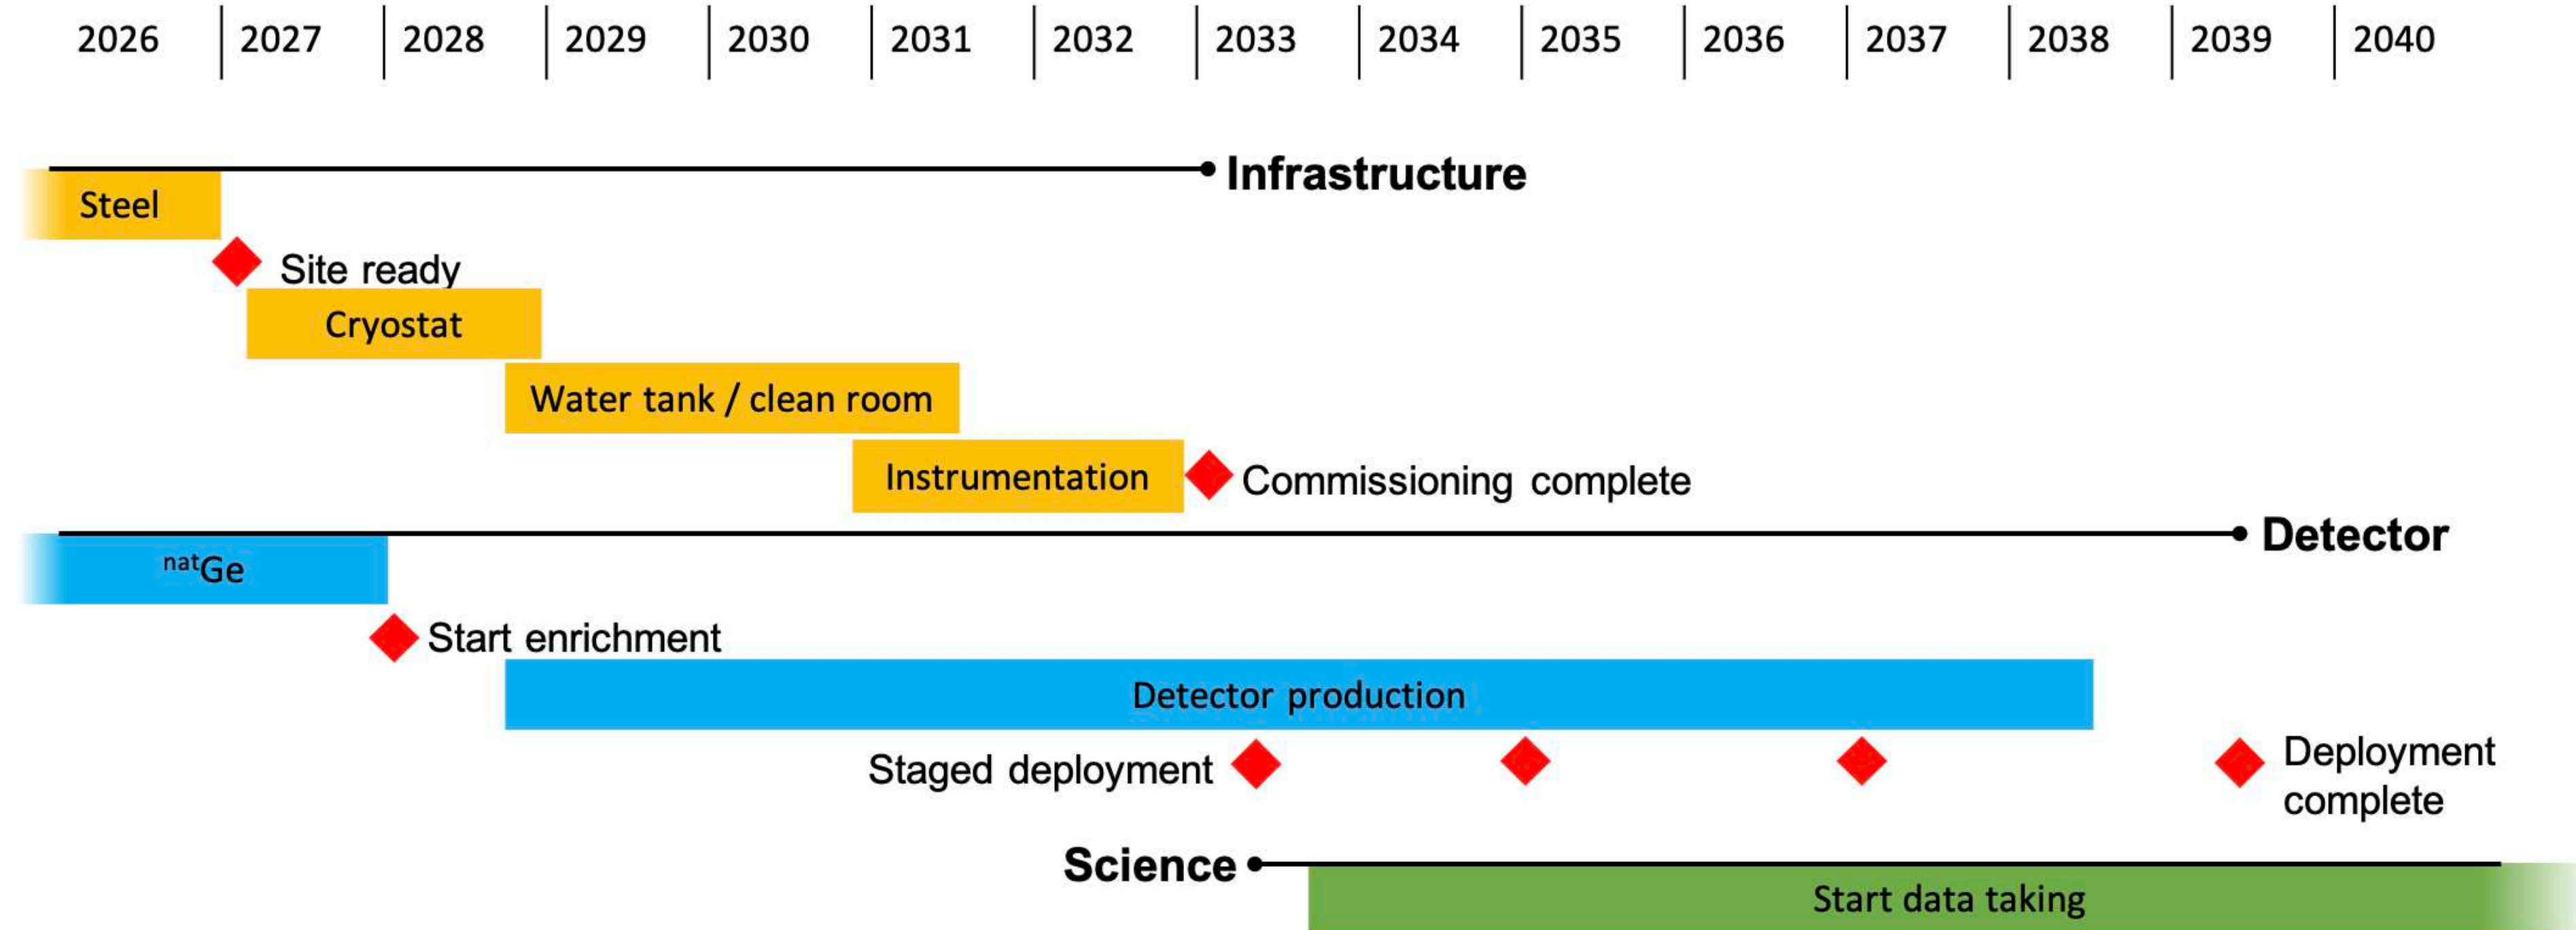 2026 2027 2028 2029 2030 2031 2032 2033 2034 2035 2036 2037 2038 2039 2040
Infrastructure
Steel
Site ready
Cryostat
Water tank / clean room
Instrumentation
Commissioning complete
Detector
natGe
Start enrichment
Detector production
Staged deployment
Deployment
complete
Science
Start data taking